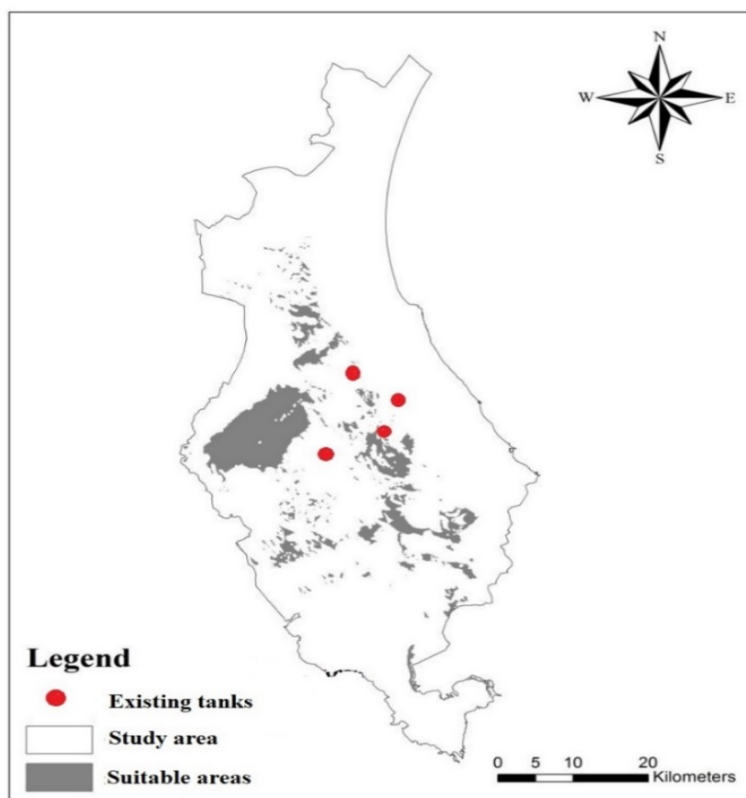 N
W E
S
Legend
Existing tanks
Study area
Suitable areas
0 5 10 20
Kilometers